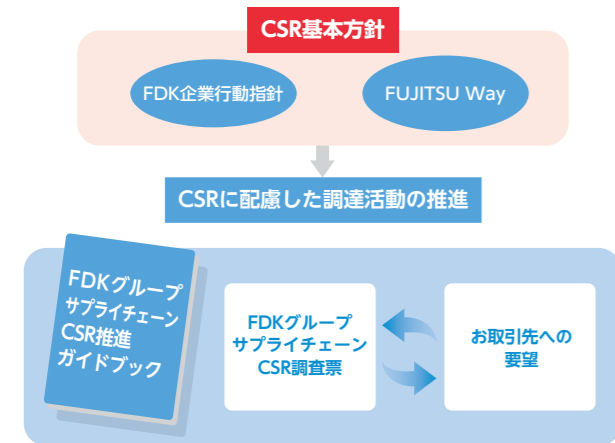 CSR基本方針
FDK企業行動指針
FUJITSU Way
CSRに配慮した調達活動の推進
FDKグループ
サプライチェーン
CSR推進
ガイドブック
FDKグループ
サプライチェーン
CSR調査票
お取引先への
要望